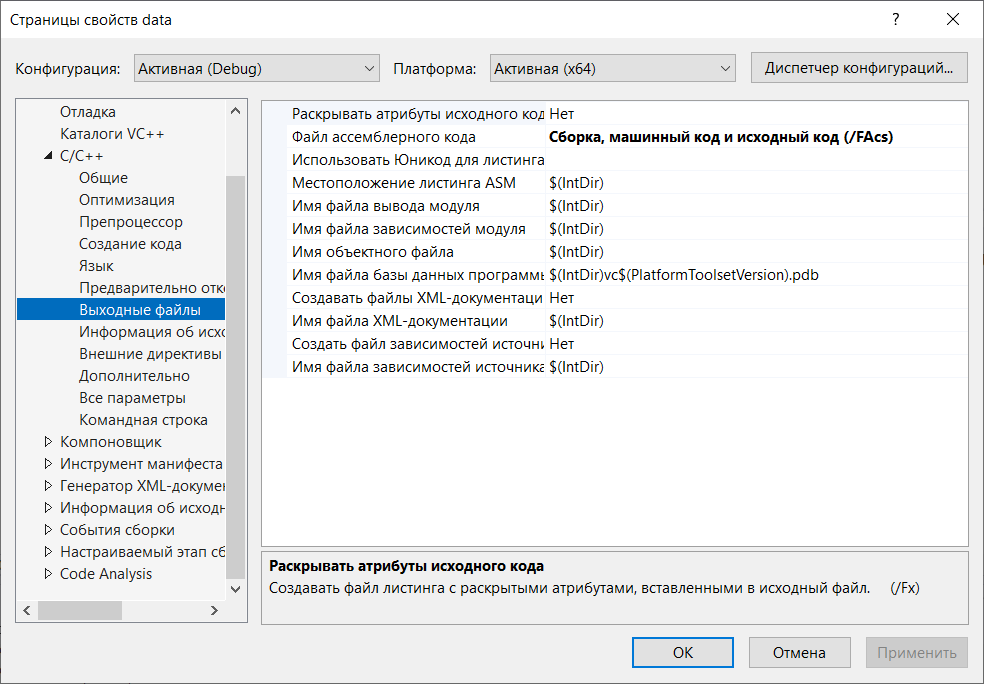 Страницы свойств data
?
Конфигурация: Активная (Debug) Платформа: Активная (x64) Диспетчер конфигураций...
Отладка
Каталоги VC++
C/C++
Общие
Оптимизация
Препроцессор
Создание кода
Язык
Предварительно отко
Выходные файлы
Информация об исхо
Внешние директивы
Дополнительно
Все параметры
Командная строка
Компоновщик
Инструмент манифеста
Генератор XML-докумен
Информация об исходн
События сборки
Настраиваемый этап сб
Code Analysis
Раскрывать атрибуты исходного код Нет
Файл ассемблерного кода Сборка, машинный код и исходный код (/FAcs)
Использовать Юникод для листинга
Местоположение листинга ASM $(IntDir)
Имя файла вывода модуля $(IntDir)
Имя файла зависимостей модуля $(IntDir)
Имя объектного файла $(IntDir)
Имя файла базы данных программы $(IntDir)vc$(PlatformToolsetVersion).pdb
Создавать файлы XML-документаци Нет
Имя файла XML-документации $(IntDir)
Создать файл зависимостей источни Нет
Имя файла зависимостей источника $(IntDir)
Раскрывать атрибуты исходного кода
Создавать файл листинга с раскрытыми атрибутами, вставленными в исходный файл. (/Fx)
ОК Отмена Применить